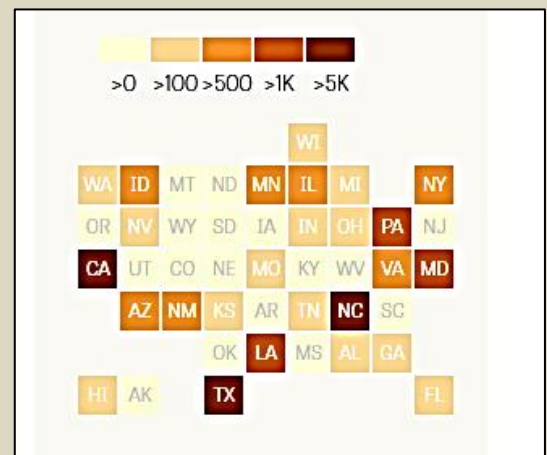 >0 >100 >500 >1K >5K
WI
WA ID MT ND MN IL MI NY
OR NV WY SD IA IN OH PA NJ
CA UT CO NE MO KY WV VA MD
AZ NM KS AR TN NC SC
OK LA MS AL GA
HI AK TX FL